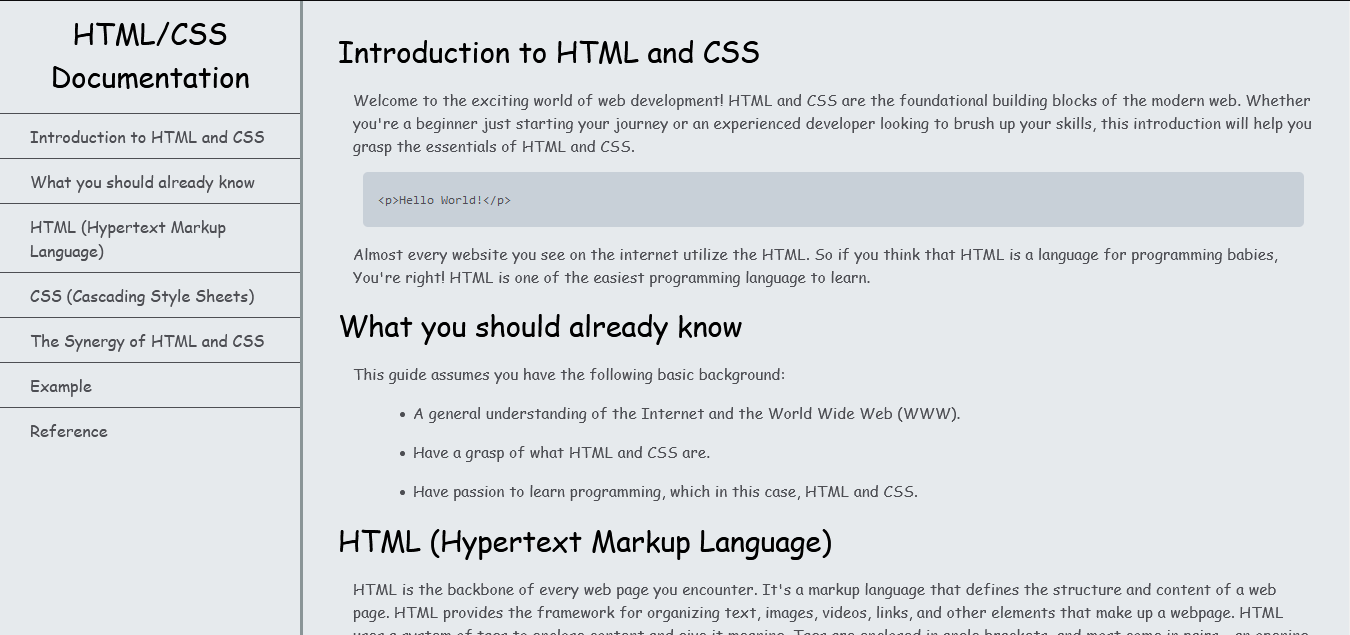 HTML/CSS
Documentation
Introduction to HTML and CSS
What you should already know
HTML (Hypertext Markup
Language)
CSS (Cascading Style Sheets)
The Synergy of HTML and CSS
Example
Reference
Introduction to HTML and CSS
Welcome to the exciting world of web development! HTML and CSS are the foundational building blocks of the modern web. Whether
you're a beginner just starting your journey or an experienced developer looking to brush up your skills, this introduction will help you
grasp the essentials of HTML and CSS.
<p>Hello World!</p>
Almost every website you see on the internet utilize the HTML. So if you think that HTML is a language for programming babies,
You're right! HTML is one of the easiest programming language to learn.
What you should already know
This guide assumes you have the following basic background:
• A general understanding of the Internet and the World Wide Web (WWW).
• Have a grasp of what HTML and CSS are.
• Have passion to learn programming, which in this case, HTML and CSS.
HTML (Hypertext Markup Language)
HTML is the backbone of every web page you encounter. It's a markup language that defines the structure and content of a web
page. HTML provides the framework for organizing text, images, videos, links, and other elements that make up a webpage. HTML